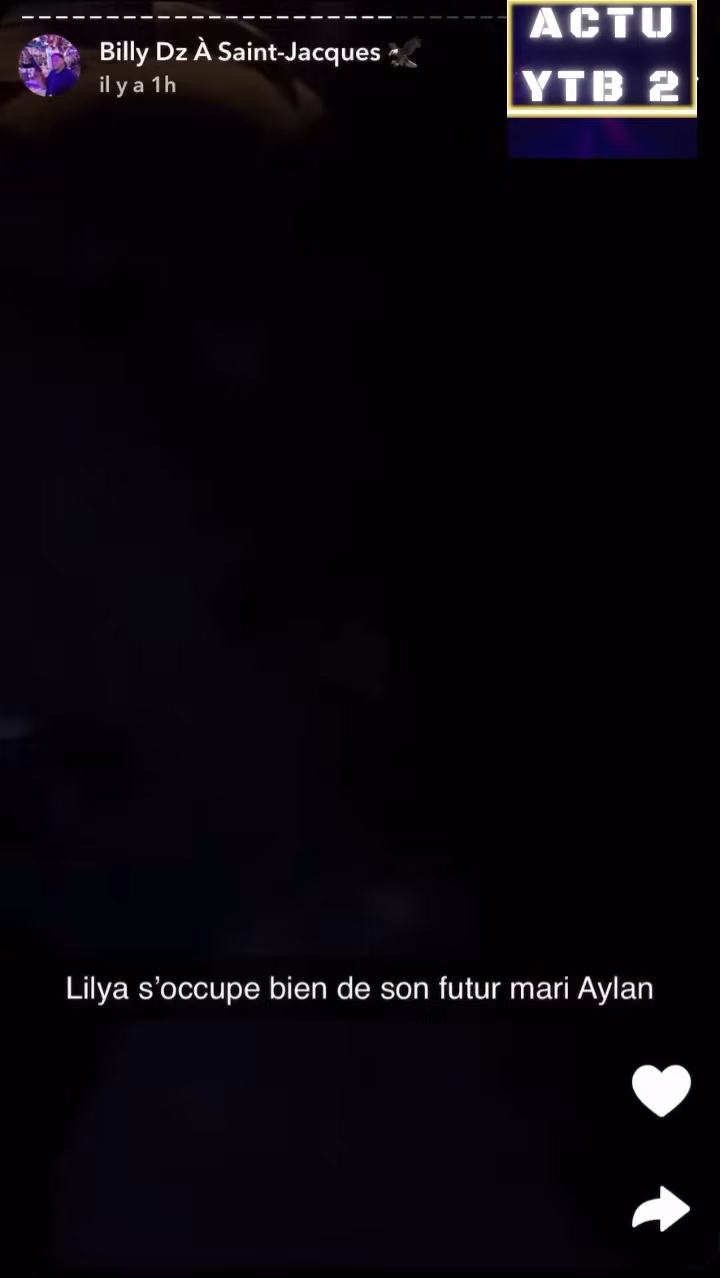 Billy Dz À Saint-Jacques
il y a 1h
ACTU
YTB 2
Lilya s’occupe bien de son futur mari Aylan